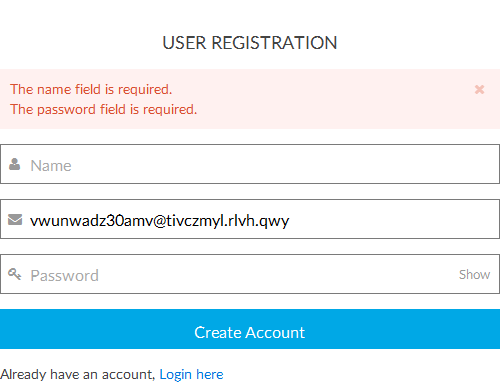 USER REGISTRATION
The name field is required.
The password field is required.
Name
vwunwadz30amv@tivczmyl.rlvh.qwy
Password Show
Create Account
Already have an account, Login here